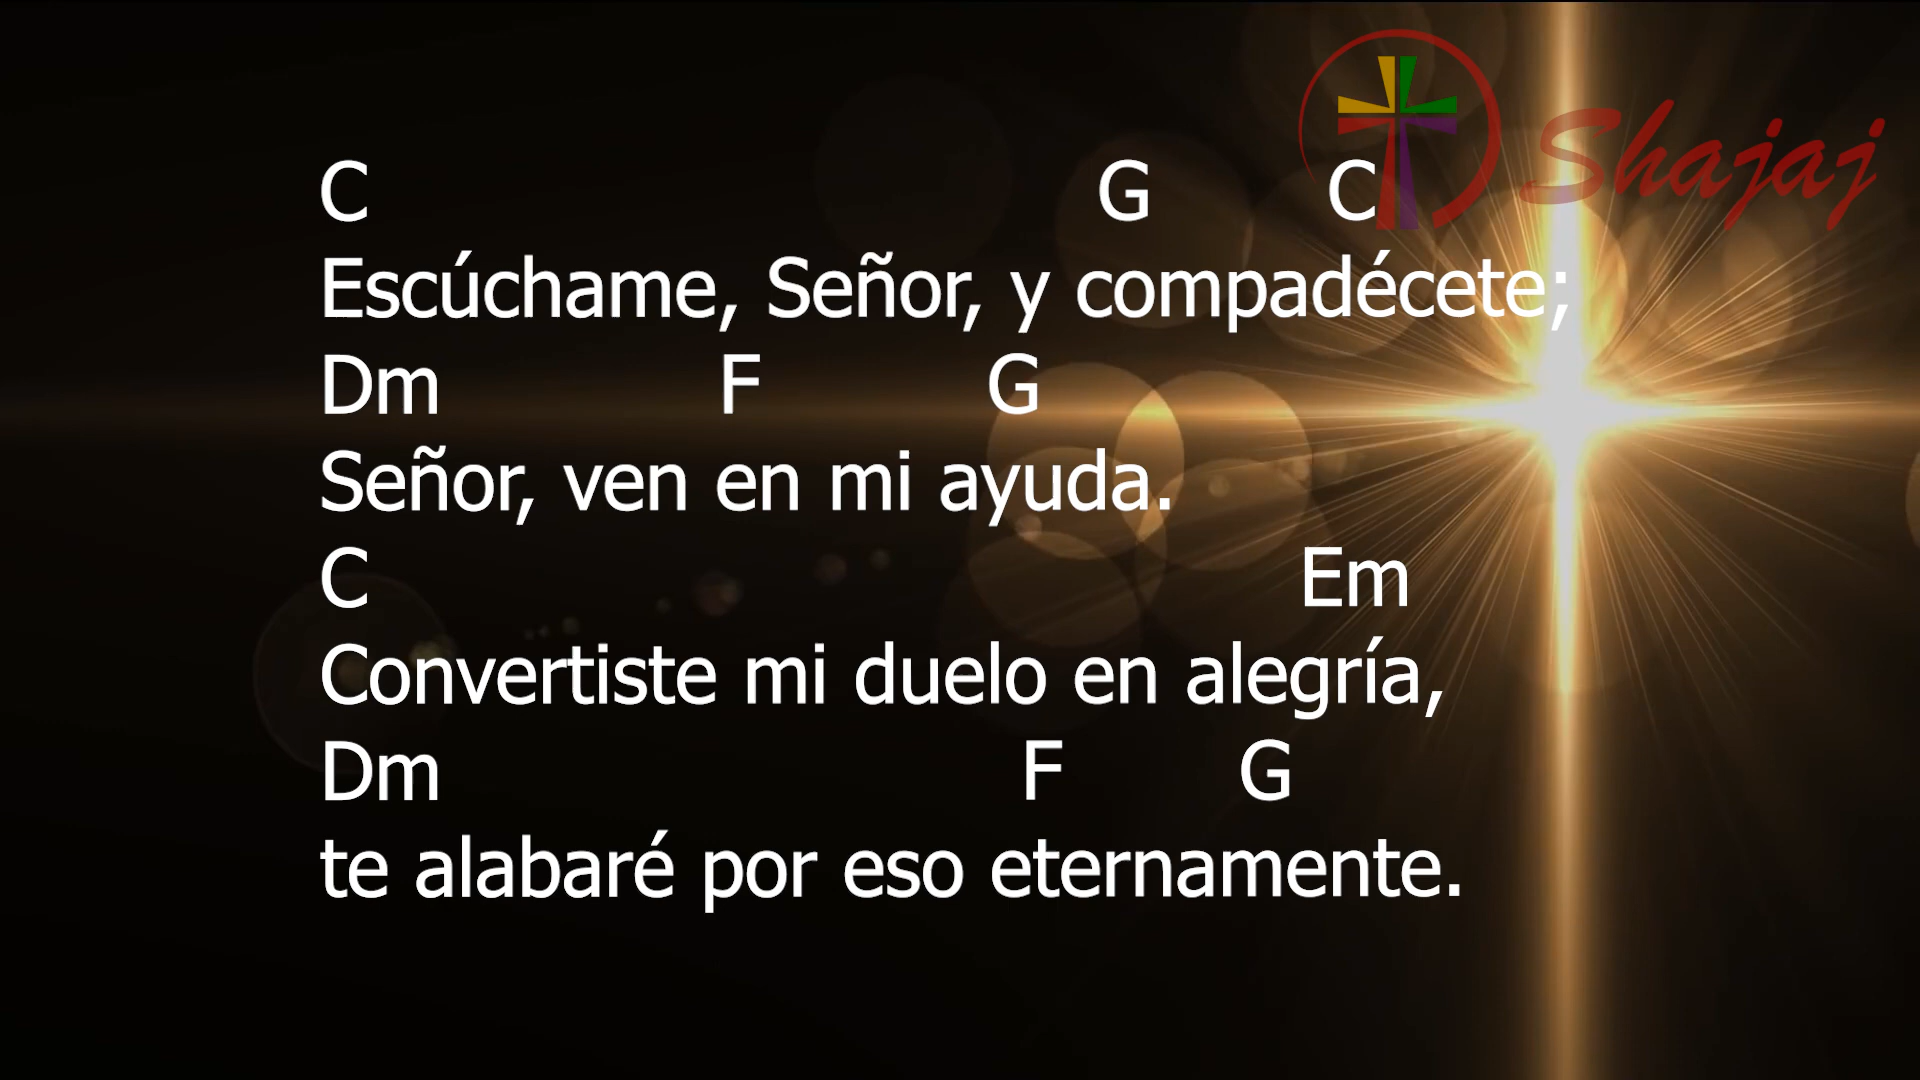 Shajaj
C G C
Escúchame, Señor, y compadécete;
Dm F G
Señor, ven en mi ayuda.
C Em
Convertiste mi duelo en alegría,
Dm F G
te alabaré por eso eternamente.